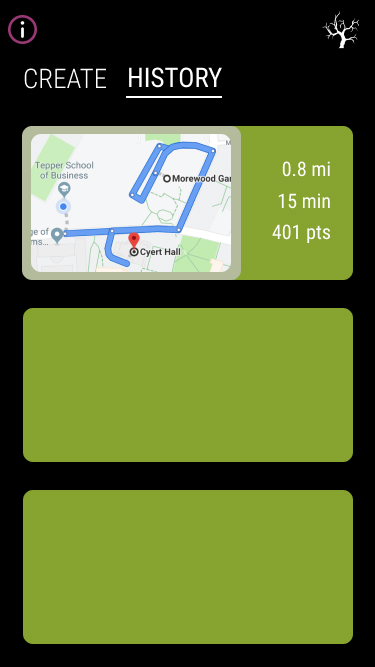 i
CREATE HISTORY
M
Tepper School
of Business
Morewood Gar
ge of
ms...
Cyert Hall
0.8 mi
15 min
401 pts